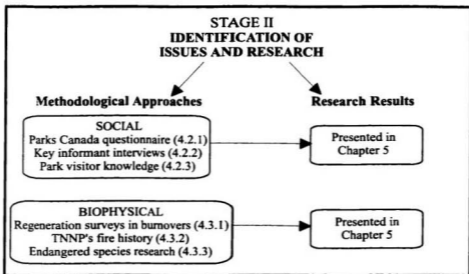 STAGE II
IDENTIFICATION OF
ISSUES AND RESEARCH
Methodological Approaches
Research Results
SOCIAL
Parks Canada questionnaire (4.2.1)
Key informant interviews (4.2.2)
Park visitor knowledge (4.2.3)
Presented in
Chapter 5
BIOPHYSICAL
Regeneration surveys in burnovers (4.3.1)
TNNP's fire history (4.3.2)
Endangered species research (4.3.3)
Presented in
Chapter 5